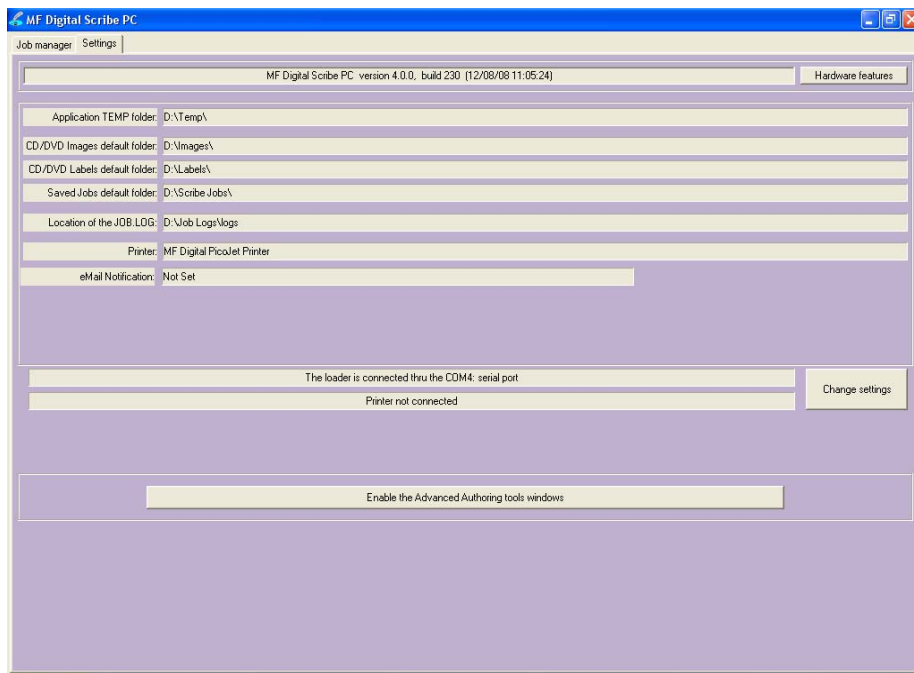 MF Digital Scribe PC
Job manager Settings
MF Digital Scribe PC version 4.0.0, build 230 (12/08/08 11:05:24) Hardware features
Application TEMP folder: D:\Temp\
CD/DVD Images default folder: D:\Images\
CD/DVD Labels default folder: D:\Labels\
Saved Jobs default folder: D:\Scribe Jobs\
Location of the JOB.LOG: D:\Job Logs\logs
Printer: MF Digital PicoJet Printer
eMail Notification: Not Set
The loader is connected thru the COM4: serial port
Change settings
Printer not connected
Enable the Advanced Authoring tools windows